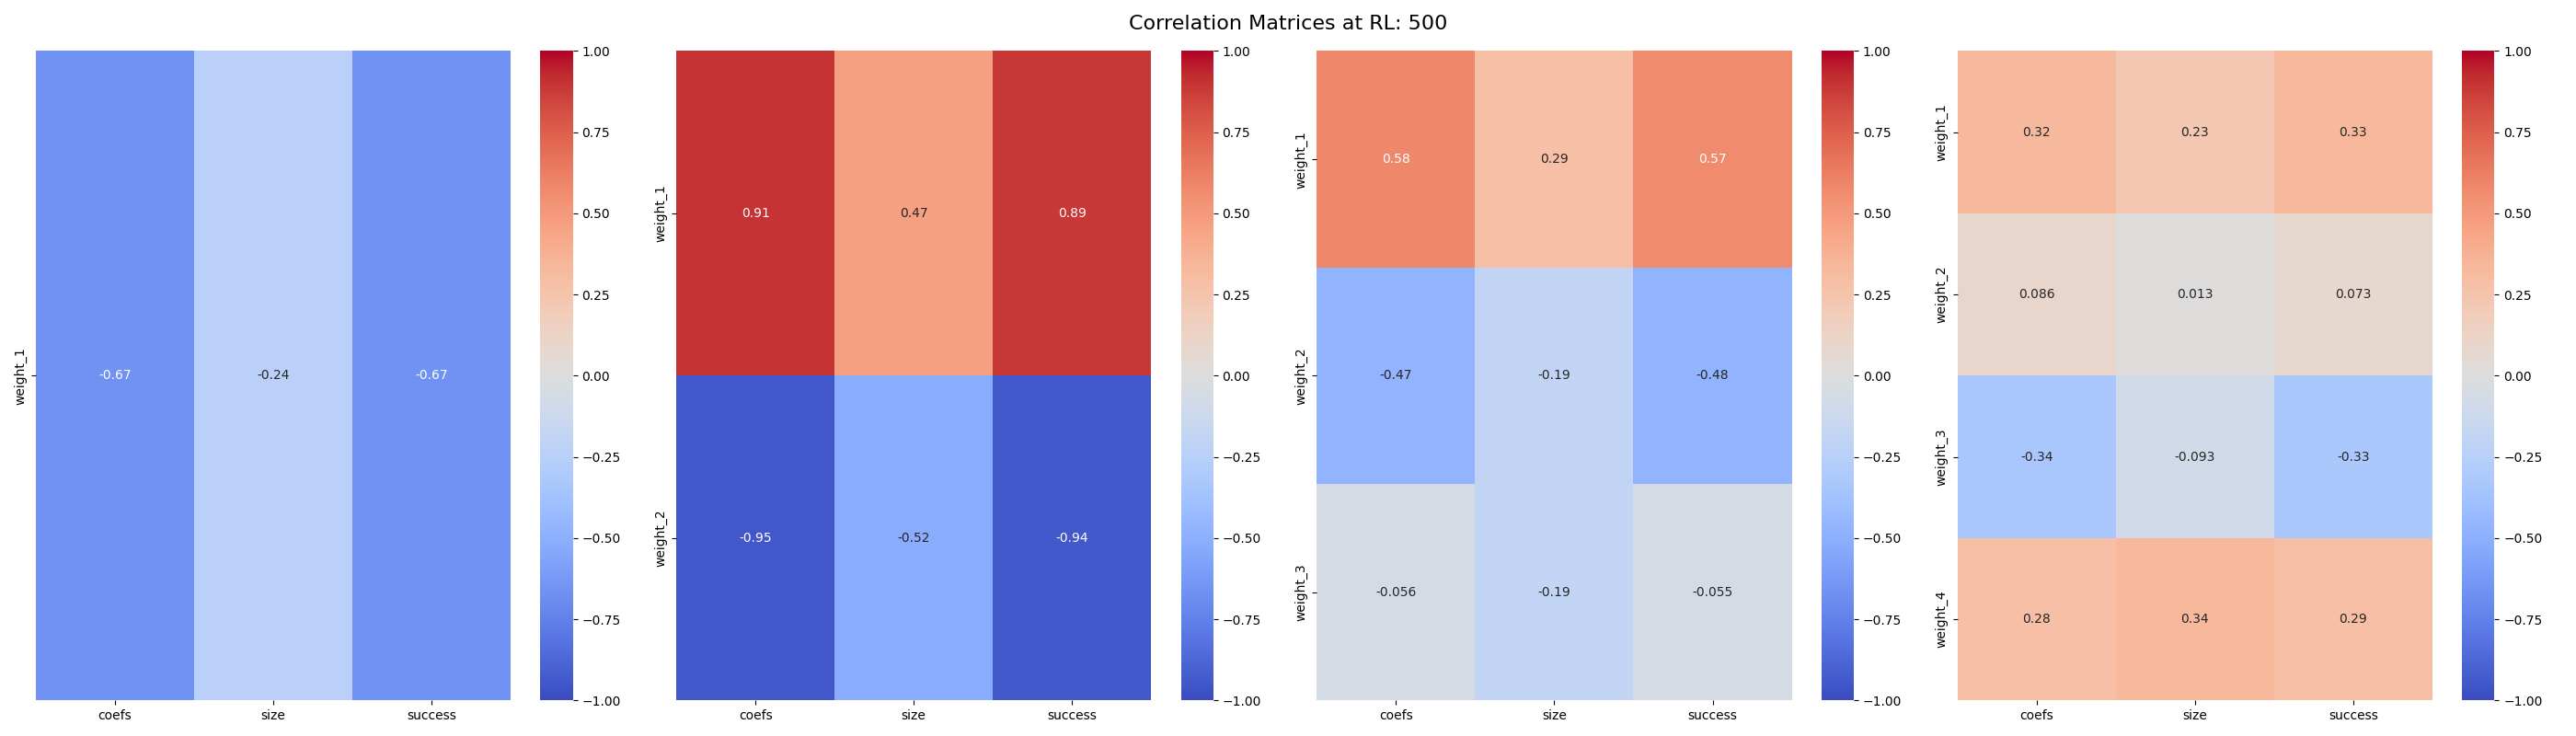 Correlation Matrices at RL: 500
weight_1
-0.67 -0.24 -0.67
coefs size success
1.00
0.75
0.50
0.25
0.00
−0.25
−0.50
−0.75
−1.00
weight_1
0.91 0.47 0.89
weight_2
-0.95 -0.52 -0.94
coefs size success
1.00
0.75
0.50
0.25
0.00
−0.25
−0.50
−0.75
−1.00
weight_1
0.58 0.29 0.57
weight_2
-0.47 -0.19 -0.48
weight_3
-0.056 -0.19 -0.055
coefs size success
1.00
0.75
0.50
0.25
0.00
−0.25
−0.50
−0.75
−1.00
weight_1
0.32 0.23 0.33
weight_2
0.086 0.013 0.073
weight_3
-0.34 -0.093 -0.33
weight_4
0.28 0.34 0.29
coefs size success
1.00
0.75
0.50
0.25
0.00
−0.25
−0.50
−0.75
−1.00